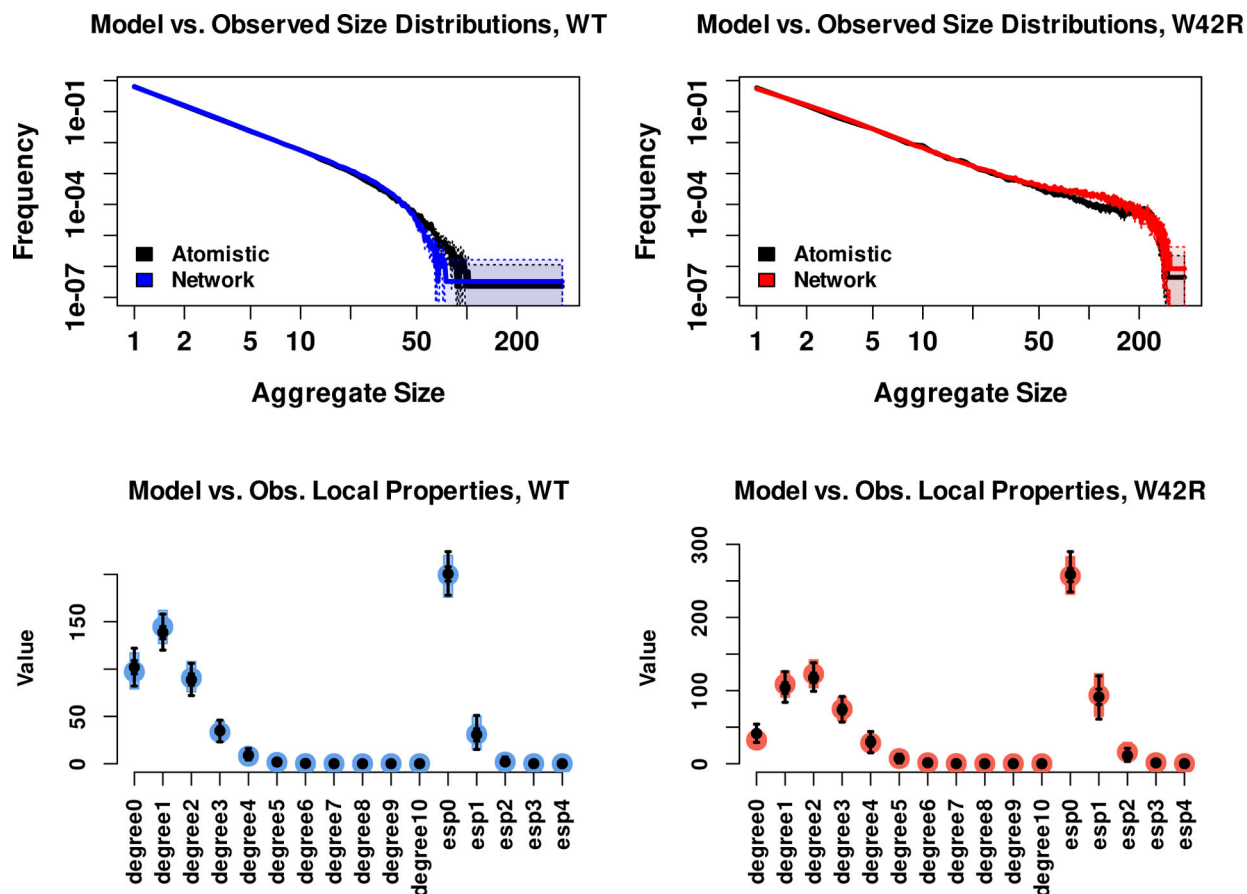 Model vs. Observed Size Distributions, WT
Frequency
1e-01
1e-04
1e-07
Atomistic
Network
1 2 5 10 50 200
Aggregate Size
Model vs. Observed Size Distributions, W42R
Frequency
1e-01
1e-04
1e-07
Atomistic
Network
1 2 5 10 50 200
Aggregate Size
Model vs. Obs. Local Properties, WT
Value
150
50
0
degree0
degree1
degree2
degree3
degree4
degree5
degree6
degree7
degree8
degree9
degree10
esp0
esp1
esp2
esp3
esp4
Model vs. Obs. Local Properties, W42R
Value
300
200
100
0
degree0
degree1
degree2
degree3
degree4
degree5
degree6
degree7
degree8
degree9
degree10
esp0
esp1
esp2
esp3
esp4